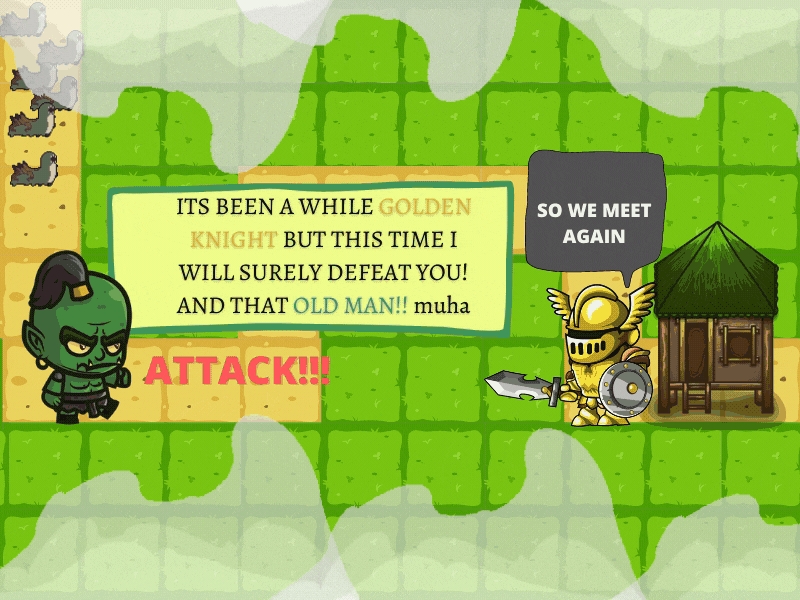 ITS BEEN A WHILE GOLDEN
KNIGHT BUT THIS TIME I
WILL SURELY DEFEAT YOU!
AND THAT OLD MAN!! muha
SO WE MEET
AGAIN
ATTACK!!!